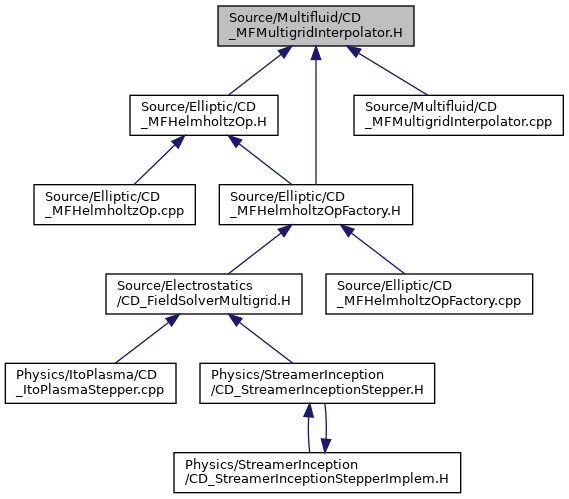 Source/Multifluid/CD
_MFMultigridInterpolator.H
Source/Elliptic/CD
_MFHelmholtzOp.H
Source/Multifluid/CD
_MFMultigridInterpolator.cpp
Source/Elliptic/CD
_MFHelmholtzOp.cpp
Source/Elliptic/CD
_MFHelmholtzOpFactory.H
Source/Electrostatics
/CD_FieldSolverMultigrid.H
Source/Elliptic/CD
_MFHelmholtzOpFactory.cpp
Physics/ItoPlasma/CD
_ItoPlasmaStepper.cpp
Physics/StreamerInception
/CD_StreamerInceptionStepper.H
Physics/StreamerInception
/CD_StreamerInceptionStepperImplem.H